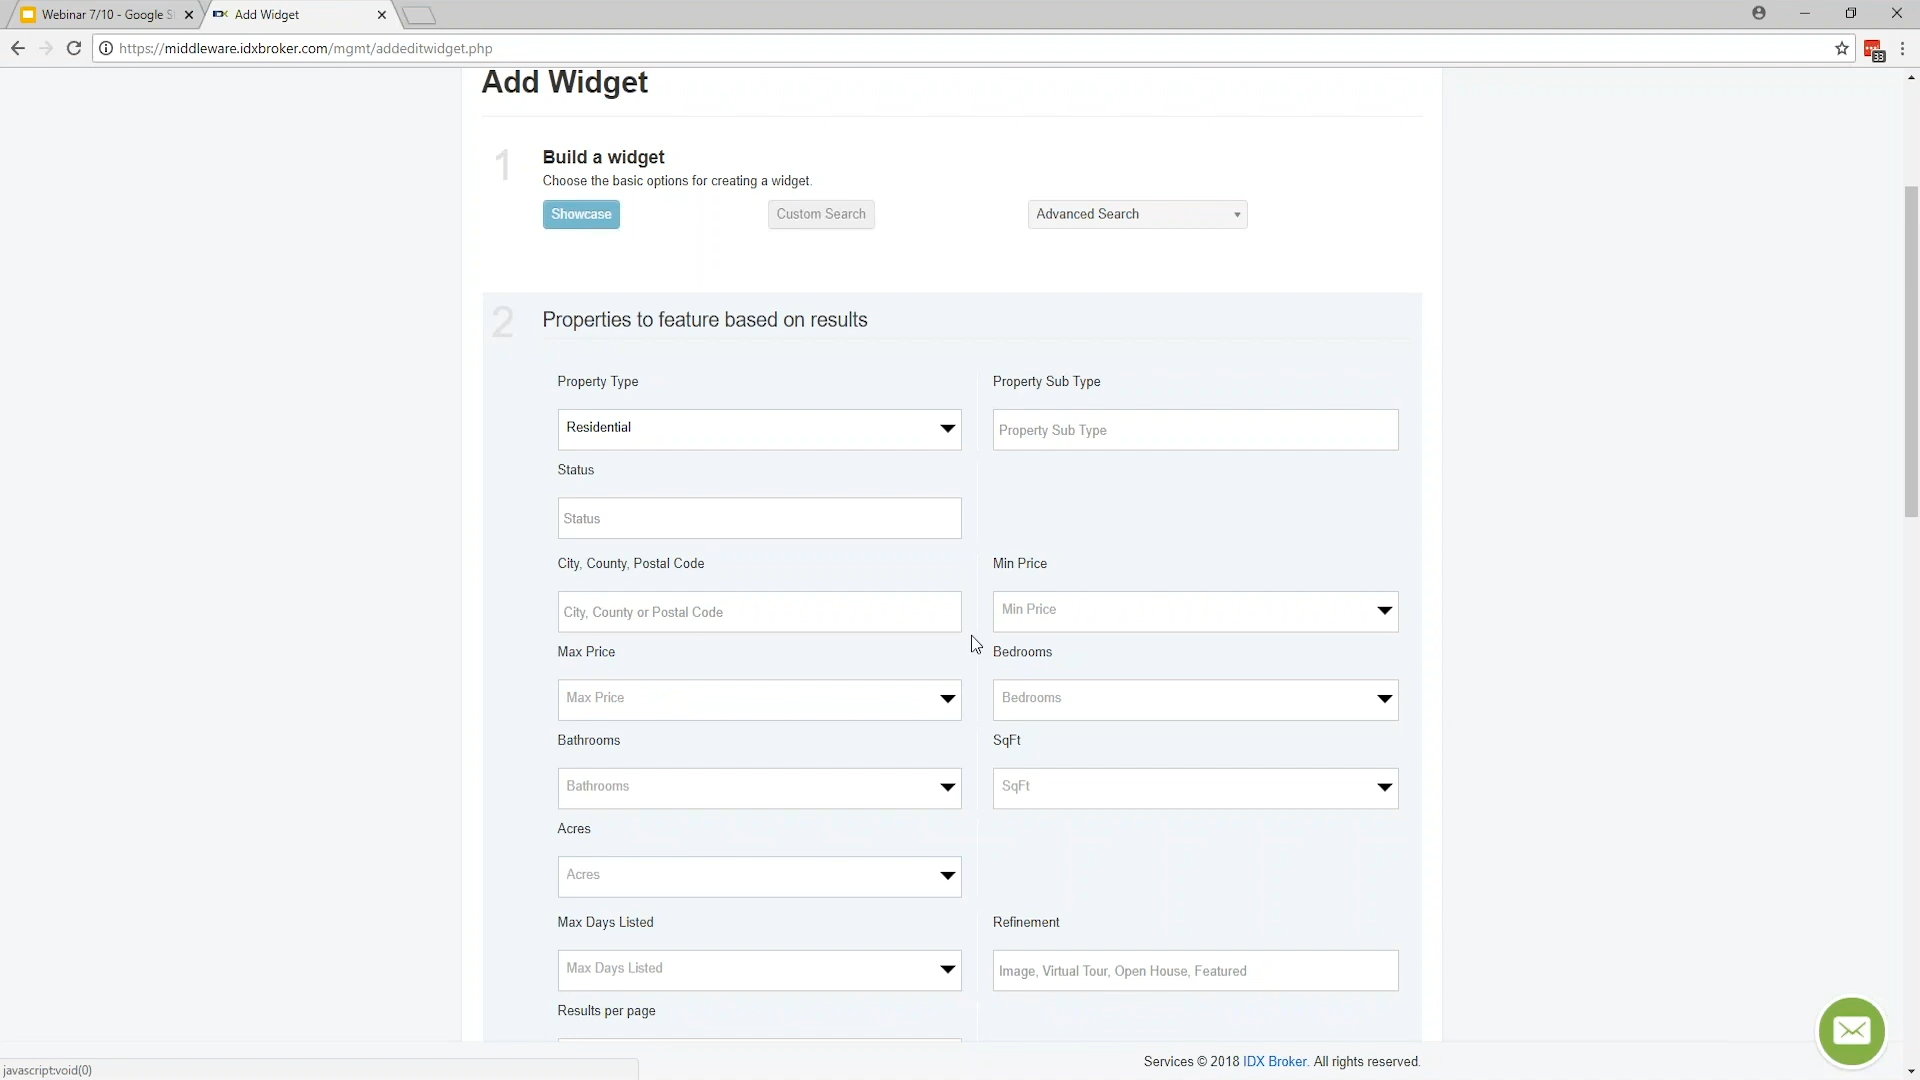 Webinar 7/10 - Google S
Add Widget
https://middleware.idxbroker.com/mgmt/addeditwidget.php
33
Add Widget
1
Build a widget
Choose the basic options for creating a widget.
Showcase
Custom Search
Advanced Search
2
Properties to feature based on results
Property Type
Property Sub Type
Residential
Property Sub Type
Status
Status
City, County, Postal Code
Min Price
City, County or Postal Code
Min Price
Max Price
Bedrooms
Max Price
Bedrooms
Bathrooms
SqFt
Bathrooms
SqFt
Acres
Acres
Max Days Listed
Refinement
Max Days Listed
Image, Virtual Tour, Open House, Featured
Results per page
Services © 2018 IDX Broker. All rights reserved.
javascript:void(0)